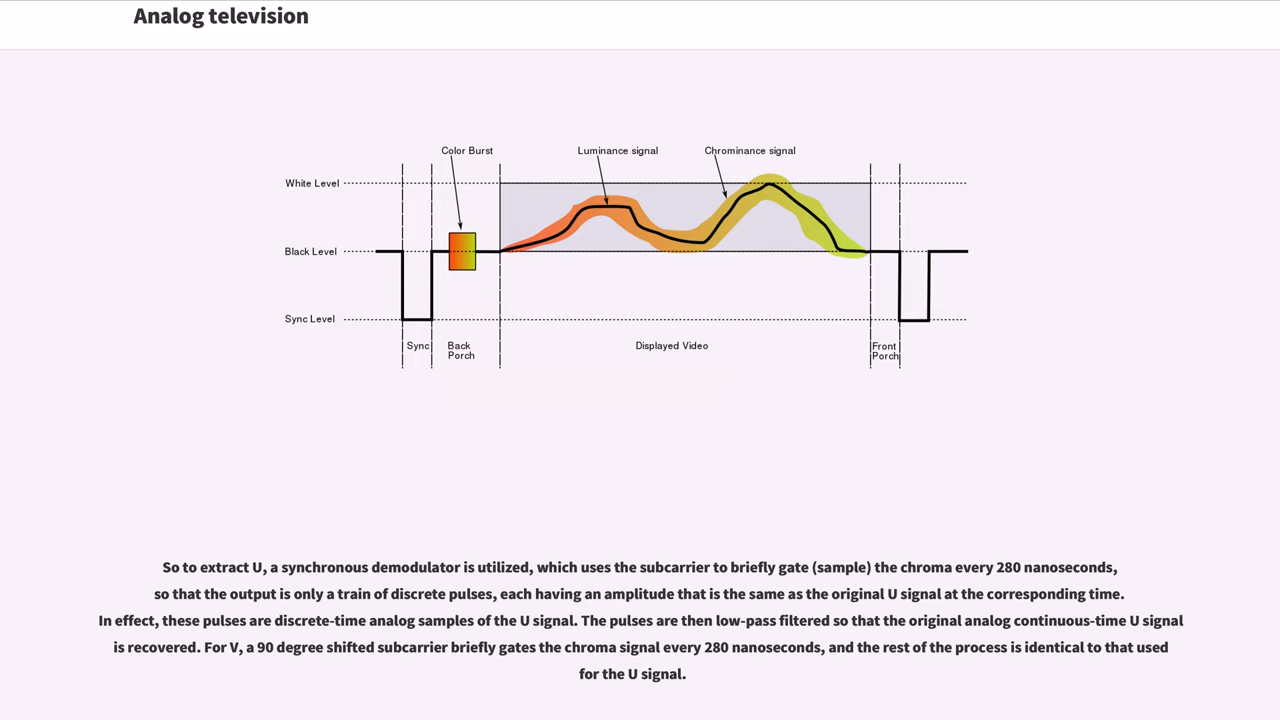 Analog television
Color Burst
Luminance signal
Chrominance signal
White Level
Black Level
Sync Level
Sync
Back
Porch
Displayed Video
Front
Porch
So to extract U, a synchronous demodulator is utilized, which uses the subcarrier to briefly gate (sample) the chroma every 280 nanoseconds,
so that the output is only a train of discrete pulses, each having an amplitude that is the same as the original U signal at the corresponding time.
In effect, these pulses are discrete-time analog samples of the U signal. The pulses are then low-pass filtered so that the original analog continuous-time U signal
is recovered. For V, a 90 degree shifted subcarrier briefly gates the chroma signal every 280 nanoseconds, and the rest of the process is identical to that used
for the U signal.